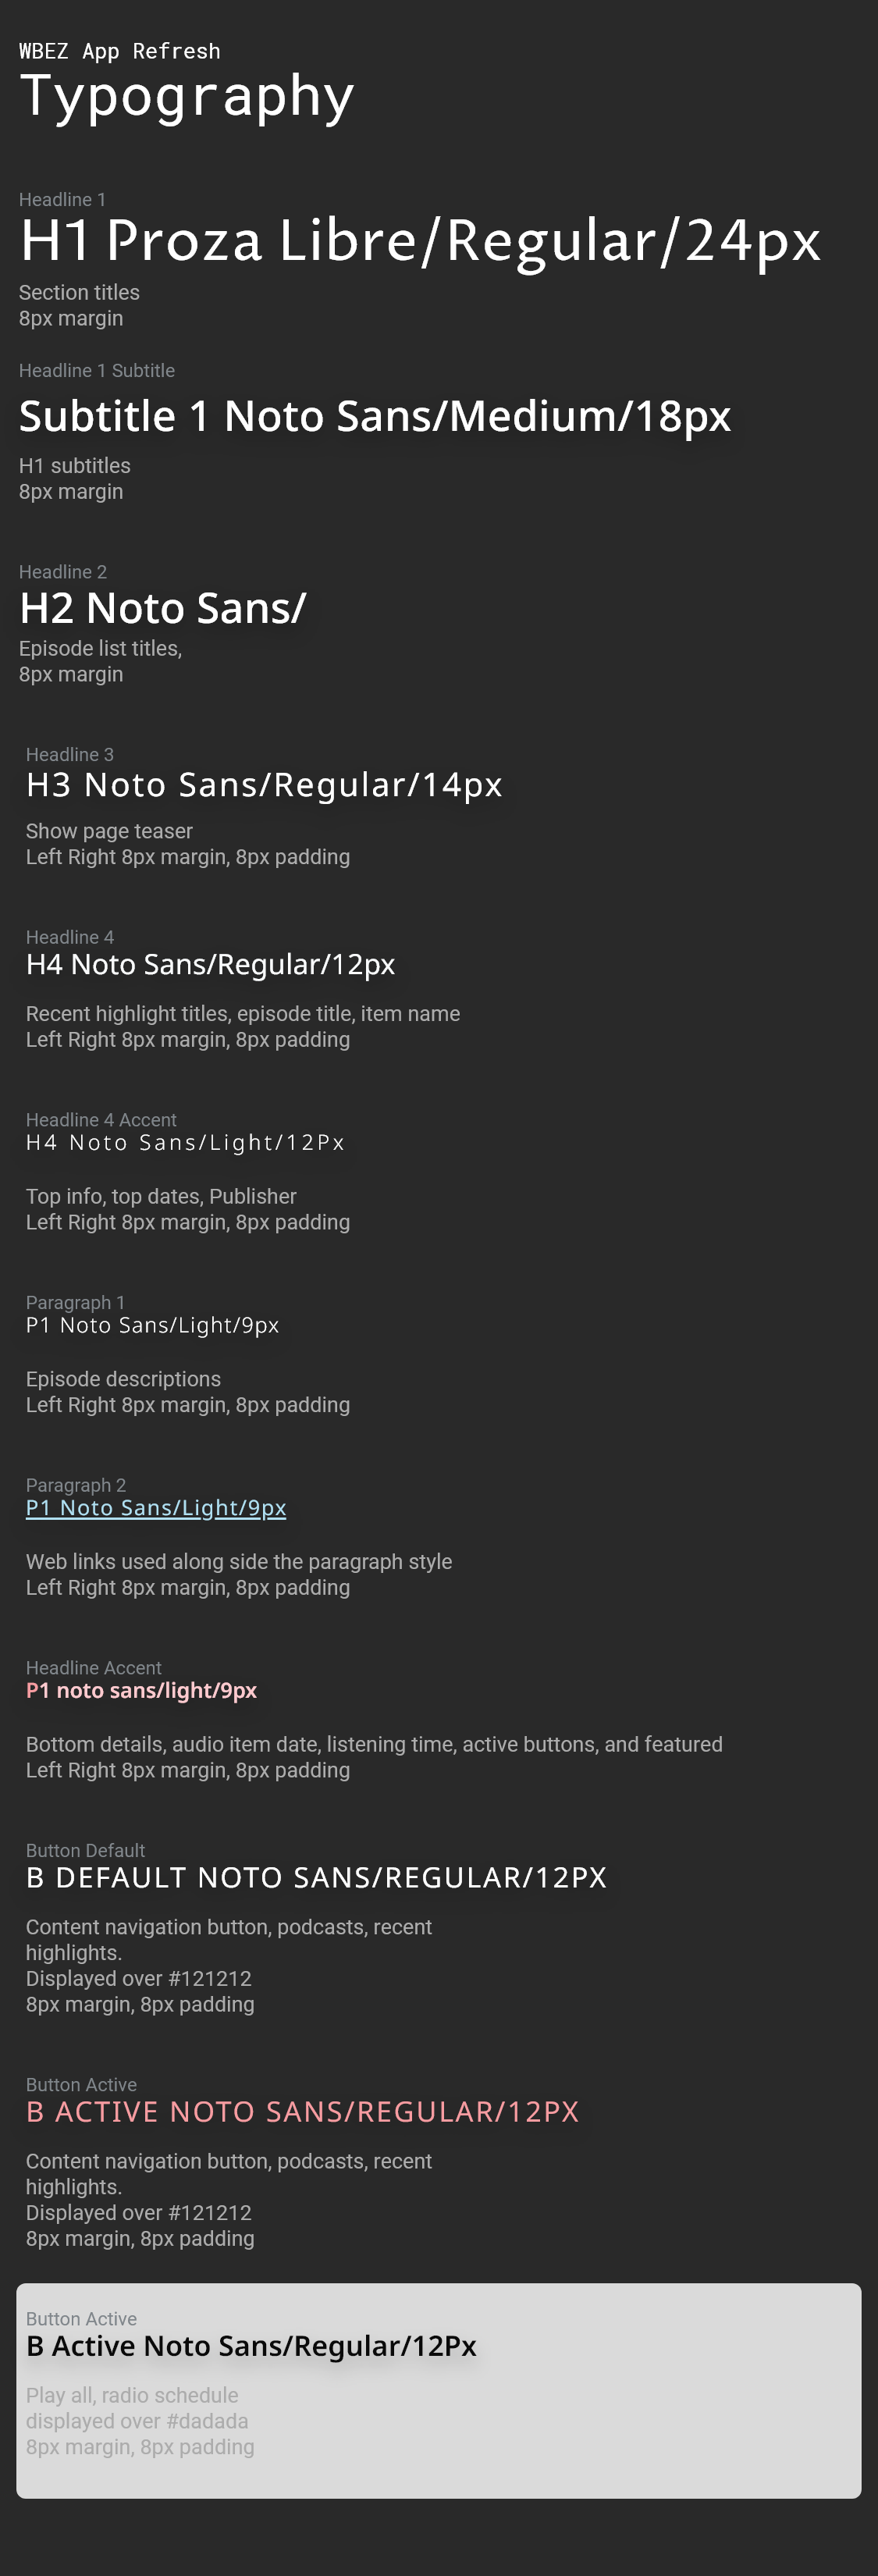 WBEZ App Refresh
Typography
Headline 1
H1 Proza Libre/Regular/24px
Section titles
8px margin
Headline 1 Subtitle
Subtitle 1 Noto Sans/Medium/18px
H1 subtitles
8px margin
Headline 2
H2 Noto Sans/
Episode list titles,
8px margin
Headline 3
H3 Noto Sans/Regular/14px
Show page teaser
Left Right 8px margin, 8px padding
Headline 4
H4 Noto Sans/Regular/12px
Recent highlight titles, episode title, item name
Left Right 8px margin, 8px padding
Headline 4 Accent
H4 Noto Sans/Light/12Px
Top info, top dates, Publisher
Left Right 8px margin, 8px padding
Paragraph 1
P1 Noto Sans/Light/9px
Episode descriptions
Left Right 8px margin, 8px padding
Paragraph 2
P1 Noto Sans/Light/9px
Web links used along side the paragraph style
Left Right 8px margin, 8px padding
Headline Accent
P1 noto sans/light/9px
Bottom details, audio item date, listening time, active buttons, and featured
Left Right 8px margin, 8px padding
Button Default
B DEFAULT NOTO SANS/REGULAR/12PX
Content navigation button, podcasts, recent
highlights.
Displayed over #121212
8px margin, 8px padding
Button Active
B ACTIVE NOTO SANS/REGULAR/12PX
Content navigation button, podcasts, recent
highlights.
Displayed over #121212
8px margin, 8px padding
Button Active
B Active Noto Sans/Regular/12Px
Play all, radio schedule
displayed over #dadada
8px margin, 8px padding